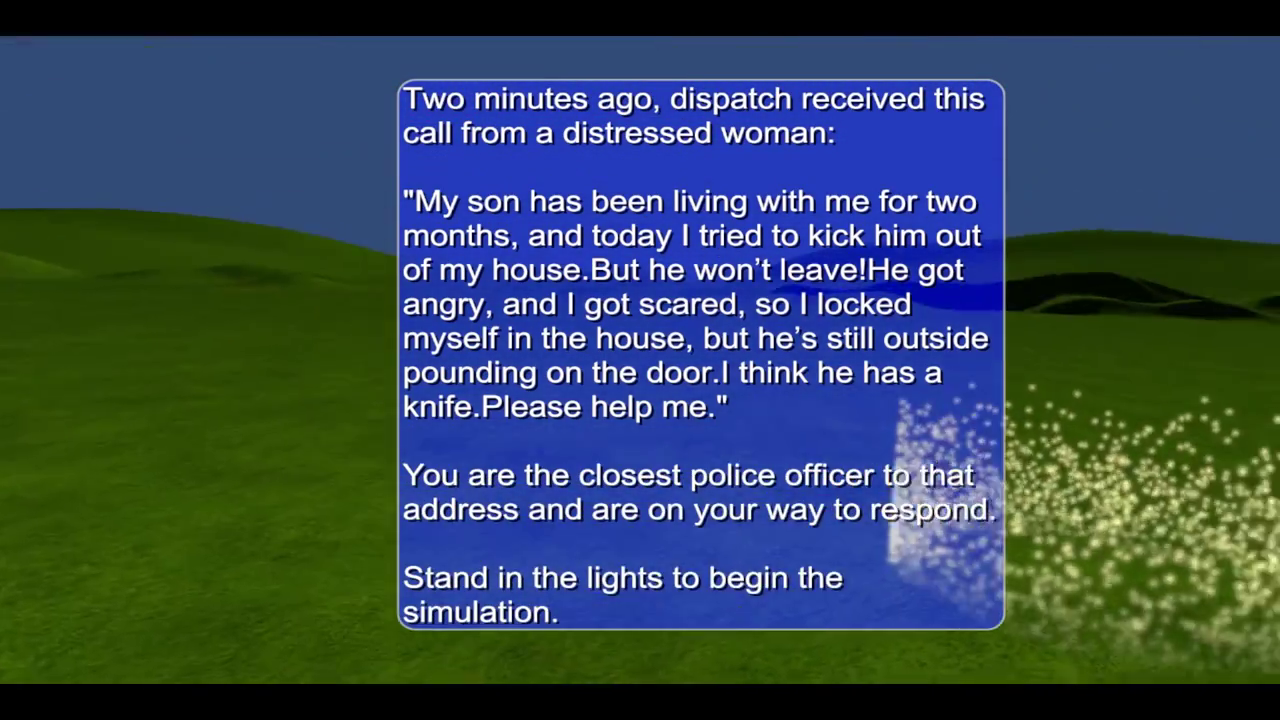 Two minutes ago, dispatch received this
call from a distressed woman:
"My son has been living with me for two
months, and today I tried to kick him out
of my house.But he won't leave!He got
angry, and I got scared, so I locked
myself in the house, but he's still outside
pounding on the door.I think he has a
knife.Please help me."
You are the closest police officer to that
address and are on your way to respond.
Stand in the lights to begin the
simulation.